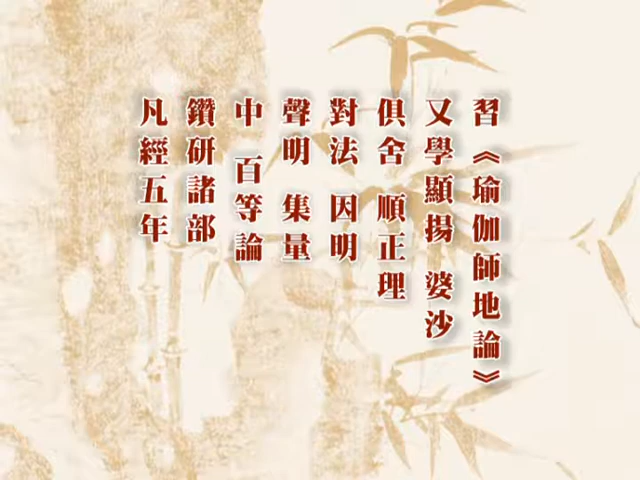 習《瑜伽師地論》
又學顯揚 婆沙
俱舍 順正理
對法 因明
聲明 集量
中 百等論
鑽研諸部
凡經五年